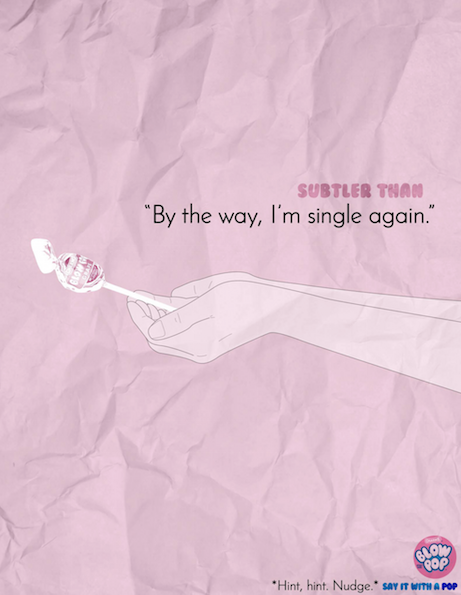 SUBTLER THAN
“By the way, I’m single again.”
BLOW
POP
*Hint, hint. Nudge.* SAY IT WITH A POP